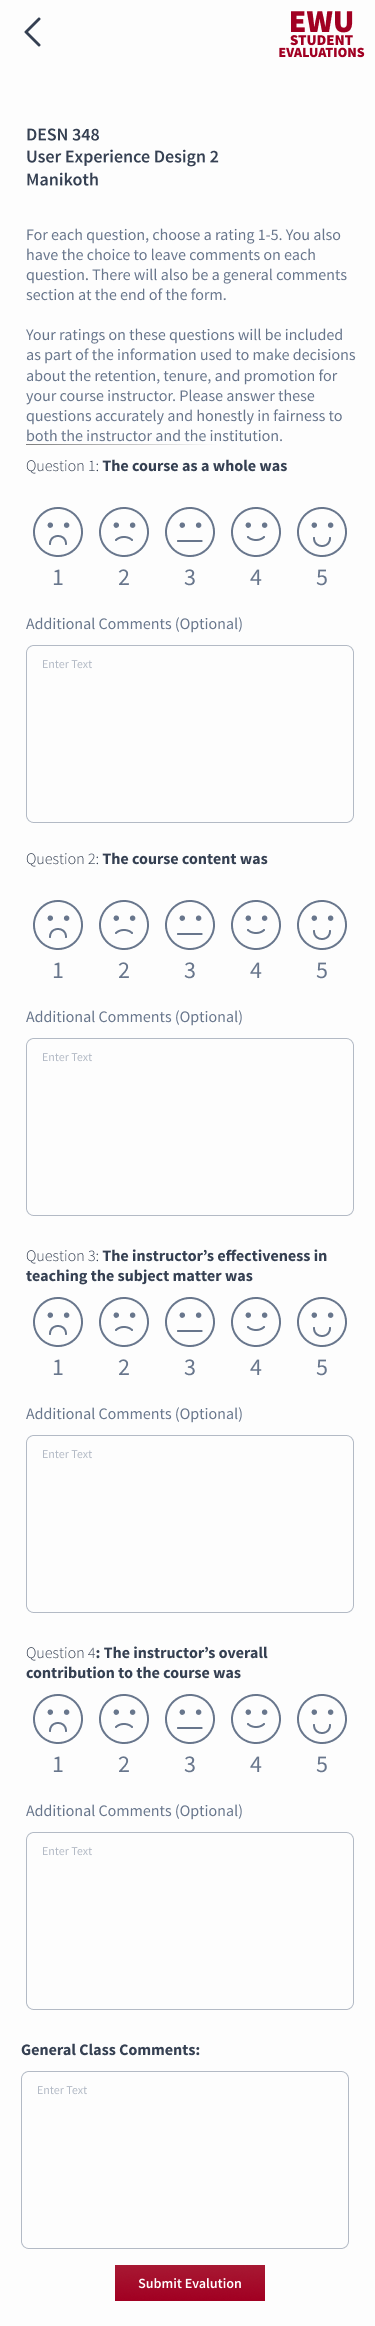 EWU
STUDENT
EVALUATIONS
DESN 348
User Experience Design 2
Manikoth
For each question, choose a rating 1-5. You also
have the choice to leave comments on each
question. There will also be a general comments
section at the end of the form.
Your ratings on these questions will be included
as part of the information used to make decisions
about the retention, tenure, and promotion for
your course instructor. Please answer these
questions accurately and honestly in fairness to
both the instructor and the institution.
Question 1: The course as a whole was
1 2 3 4 5
Additional Comments (Optional)
Enter Text
Question 2: The course content was
1 2 3 4 5
Additional Comments (Optional)
Enter Text
Question 3: The instructor’s effectiveness in
teaching the subject matter was
1 2 3 4 5
Additional Comments (Optional)
Enter Text
Question 4: The instructor’s overall
contribution to the course was
1 2 3 4 5
Additional Comments (Optional)
Enter Text
General Class Comments:
Enter Text
Submit Evalution